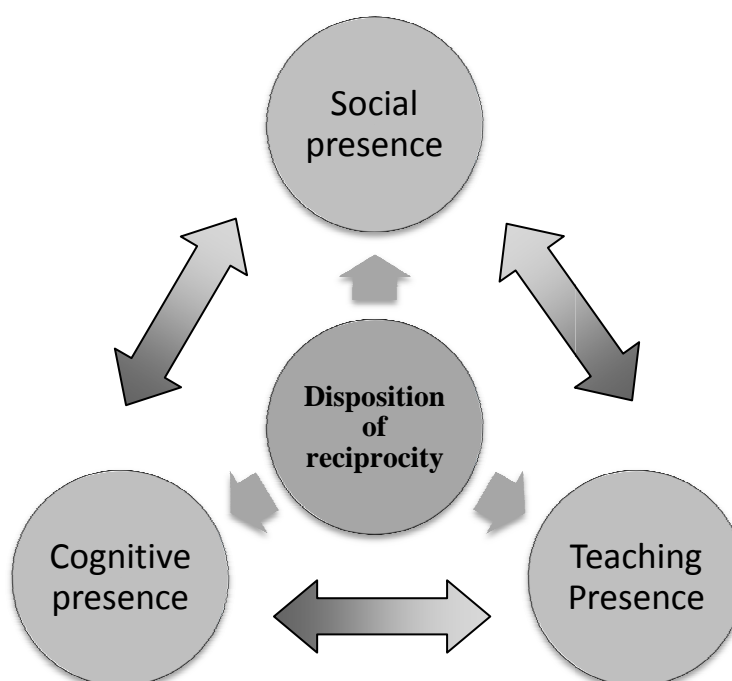 Social
presence
Disposition
of
reciprocity
Cognitive
presence
Teaching
Presence